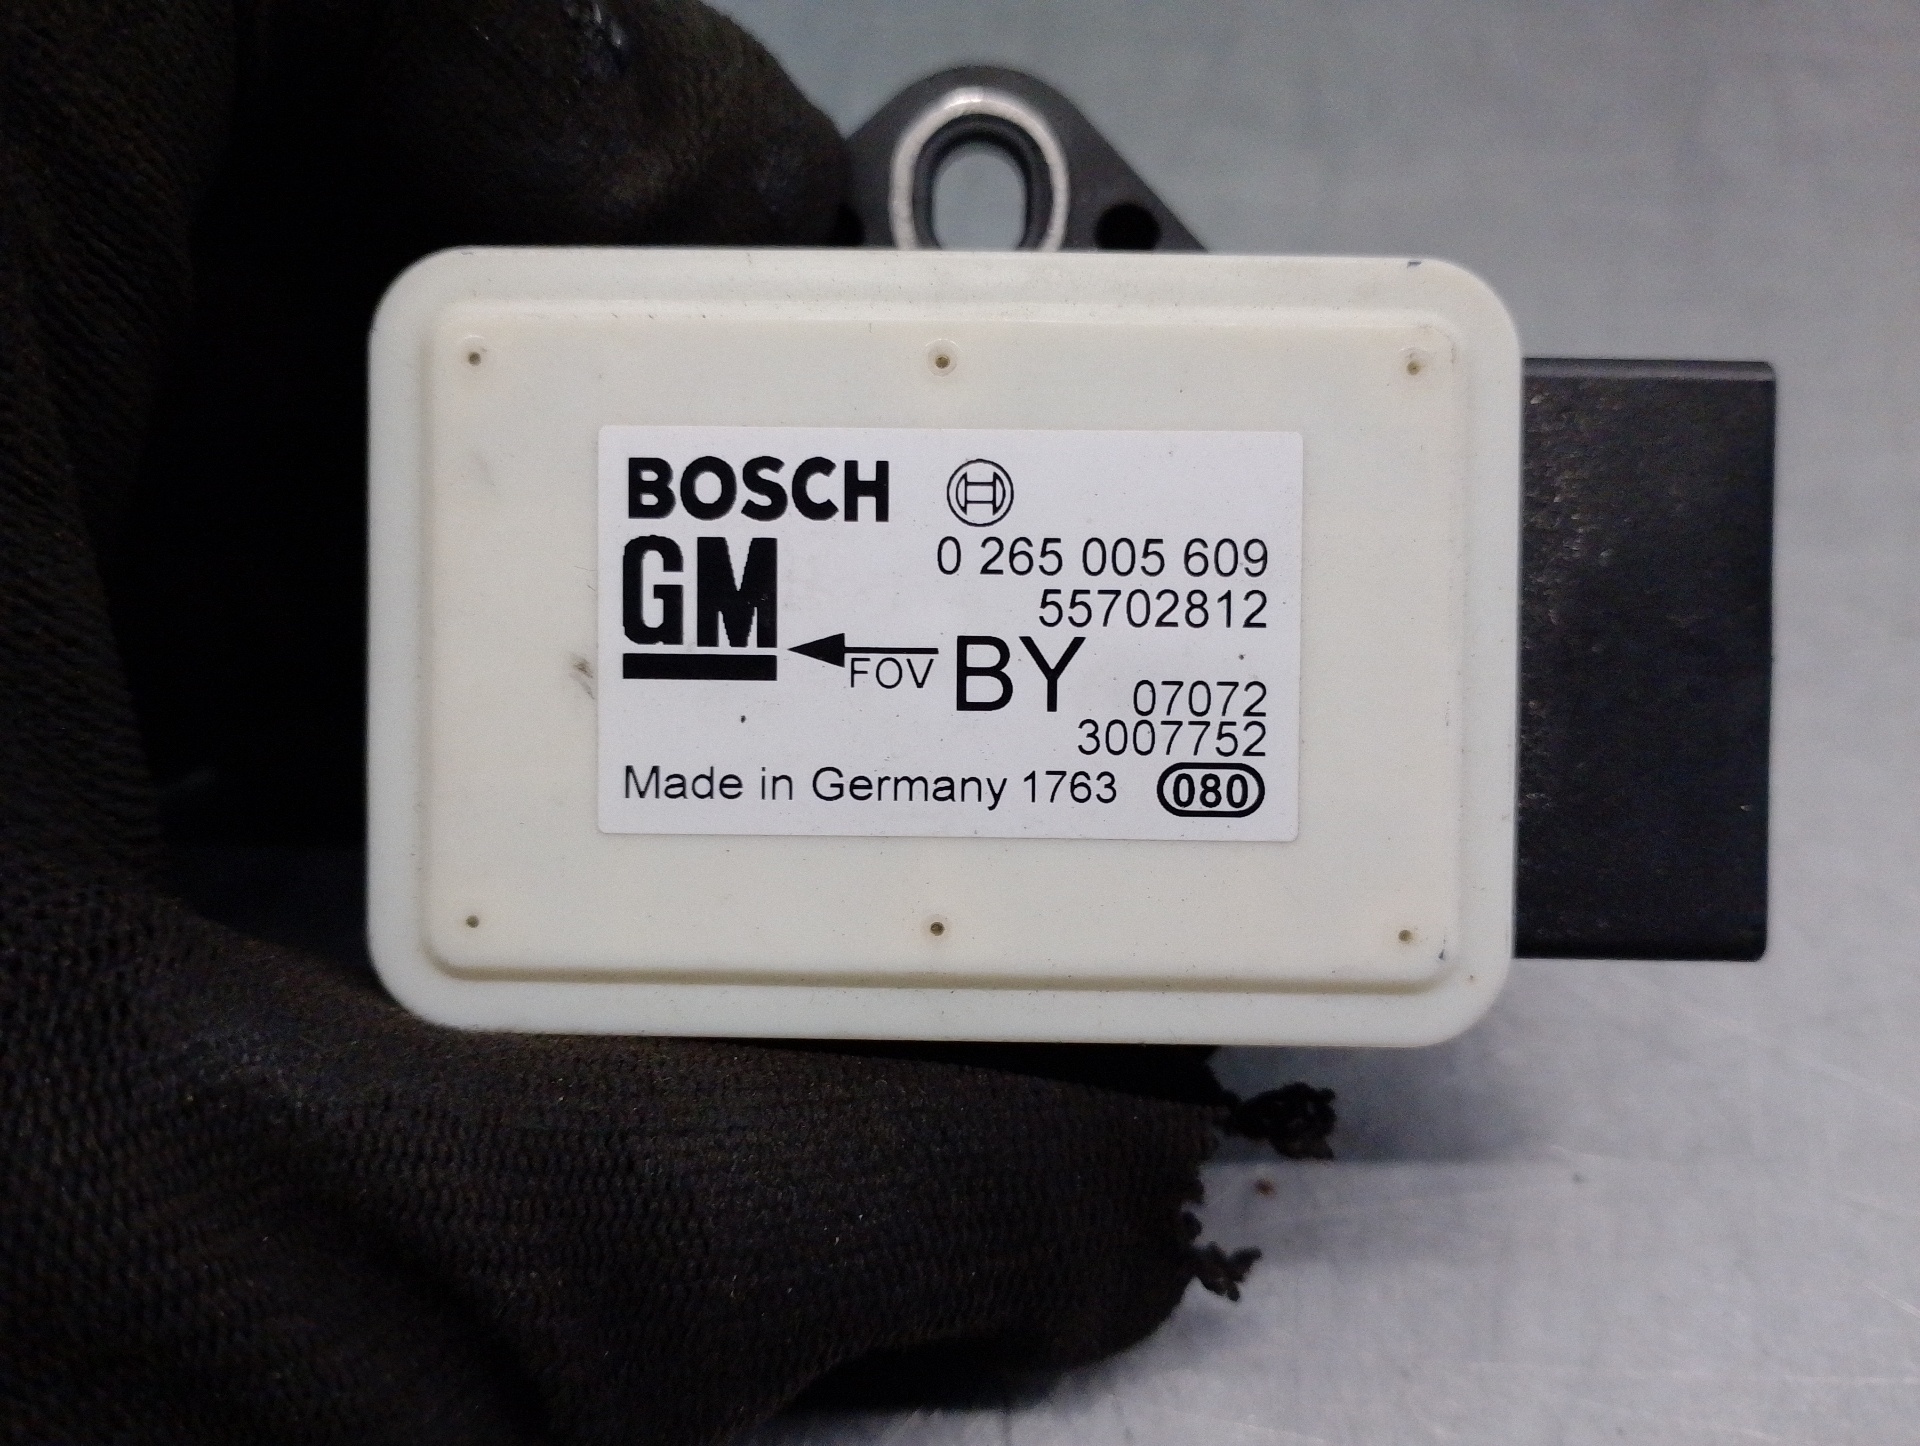 BOSCH
0 265 005 609
GM
55702812
FOV BY
07072
3007752
Made in Germany 1763 080